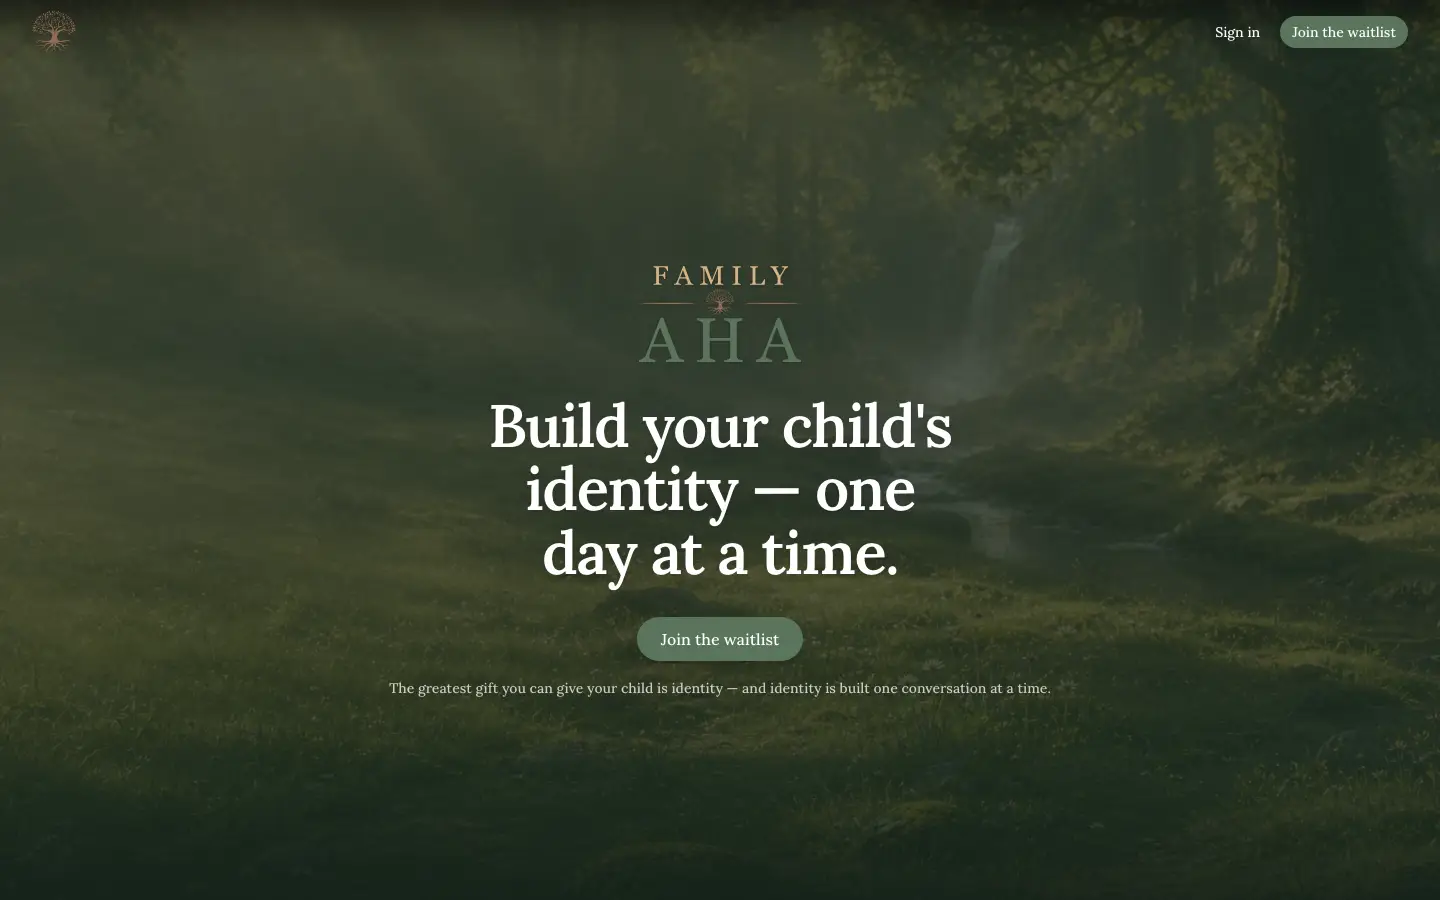 Sign in
Join the waitlist
FAMILY
AHA
Build your child's
identity — one
day at a time.
Join the waitlist
The greatest gift you can give your child is identity — and identity is built one conversation at a time.